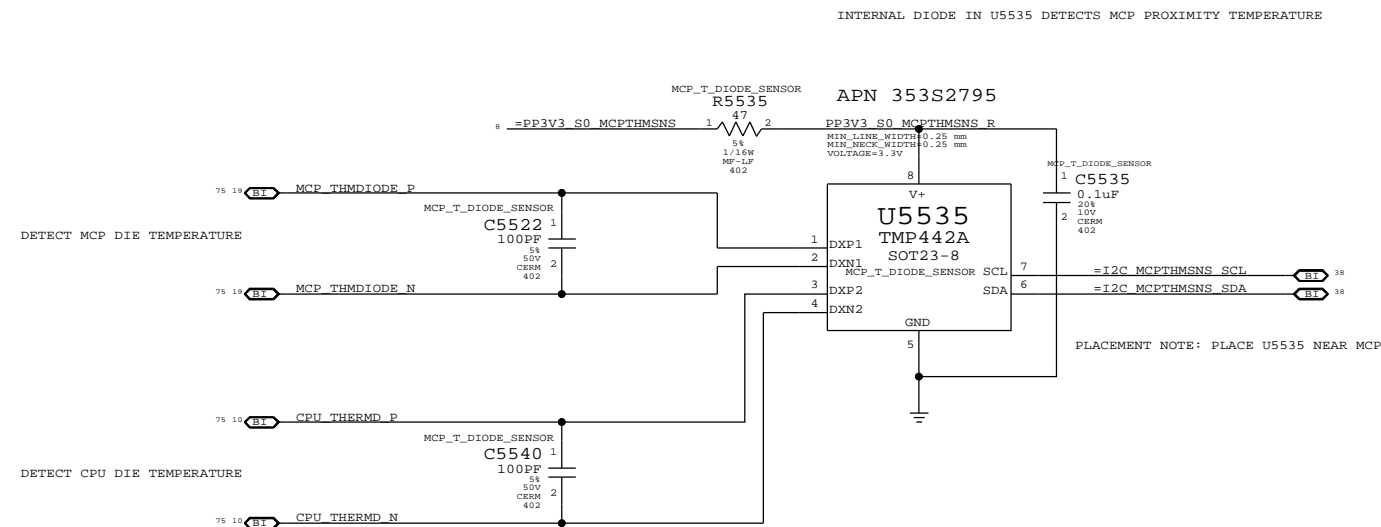 INTERNAL DIODE IN U5535 DETECTS MCP PROXIMITY TEMPERATURE
MCP_T_DIODE_SENSOR
R5535
47
APN 353S2795
8
=PP3V3_S0_MCPTHMSNS
1
2
PP3V3_S0_MCPTHMSNS_R
5%
1/16W
MF-LF
402
MIN_LINE_WIDTH=0.25 mm
MIN_NECK_WIDTH=0.25 mm
VOLTAGE=3.3V
MCP_T_DIODE_SENSOR
1
C5535
0.1uF
20%
10V
CERM
402
2
8
V+
U5535
TMP442A
SOT23-8
MCP_T_DIODE_SENSOR
75 19
BI
MCP_THMDIODE_P
MCP_T_DIODE_SENSOR
C5522
1
100PF
5%
50V
CERM
402
2
DETECT MCP DIE TEMPERATURE
1
DXP1
2
DXN1
3
DXP2
4
DXN2
SCL
7
=I2C_MCPTHMSNS_SCL
BI
38
SDA
6
=I2C_MCPTHMSNS_SDA
BI
38
75 19
BI
MCP_THMDIODE_N
GND
5
PLACEMENT NOTE: PLACE U5535 NEAR MCP
75 10
BI
CPU_THERMD_P
MCP_T_DIODE_SENSOR
C5540
1
100PF
5%
50V
CERM
402
2
DETECT CPU DIE TEMPERATURE
75 10
BI
CPU_THERMD_N